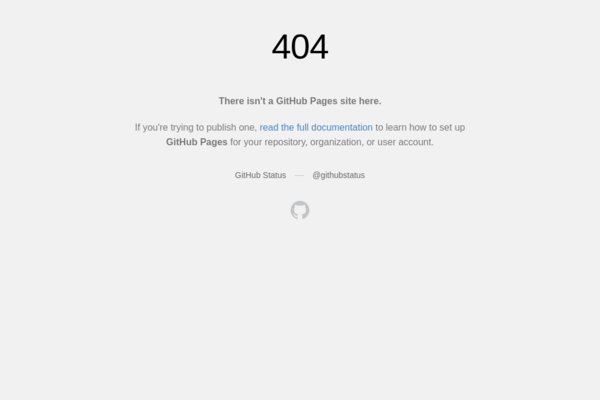 404
There isn't a GitHub Pages site here.
If you're trying to publish one, read the full documentation to learn how to set up
GitHub Pages for your repository, organization, or user account.
GitHub Status — @githubstatus